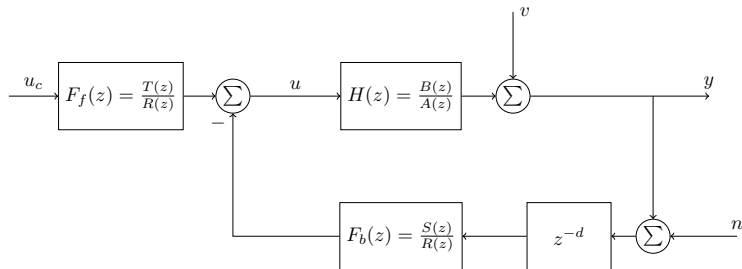 v
u_c
F_f(z) = T(z)/R(z)
∑
u
H(z) = B(z)/A(z)
∑
y
−
F_b(z) = S(z)/R(z)
z^{-d}
∑
n